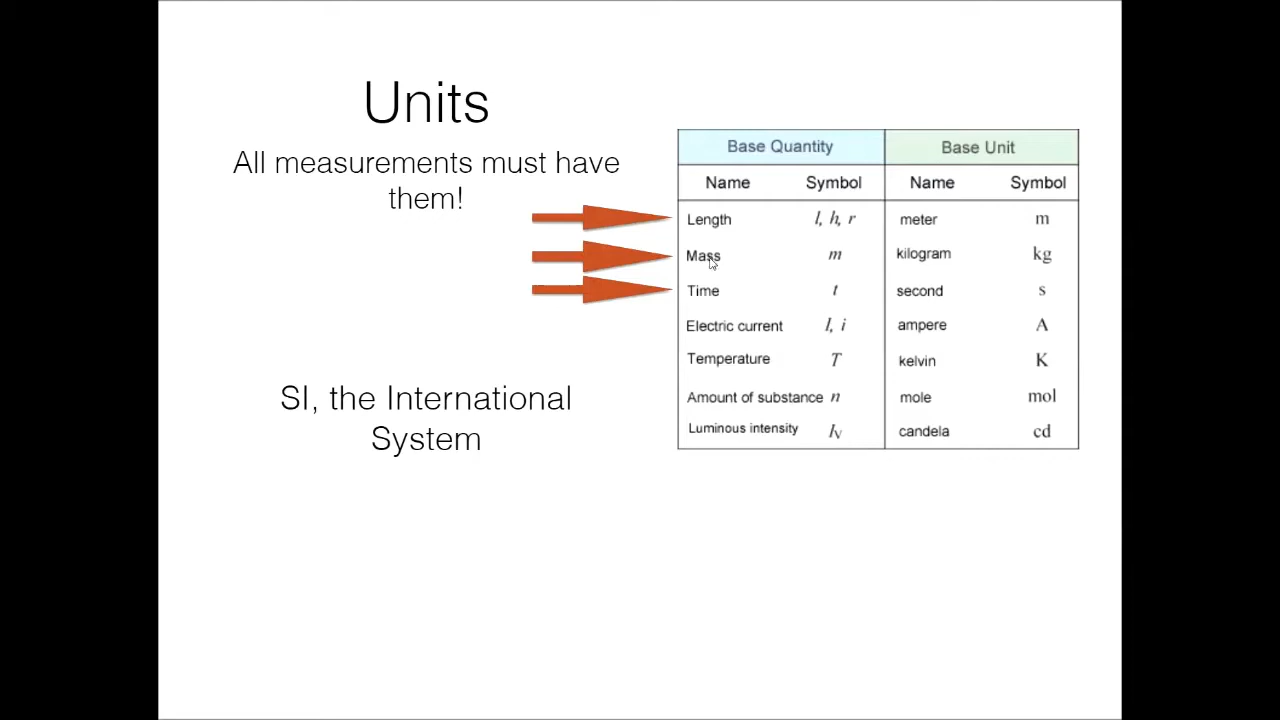 Units
All measurements must have
them!
SI, the International
System
Base Quantity Base Unit
Name Symbol Name Symbol
Length l, h, r meter m
Mass m kilogram kg
Time t second s
Electric current I, i ampere A
Temperature T kelvin K
Amount of substance n mole mol
Luminous intensity Iv candela cd